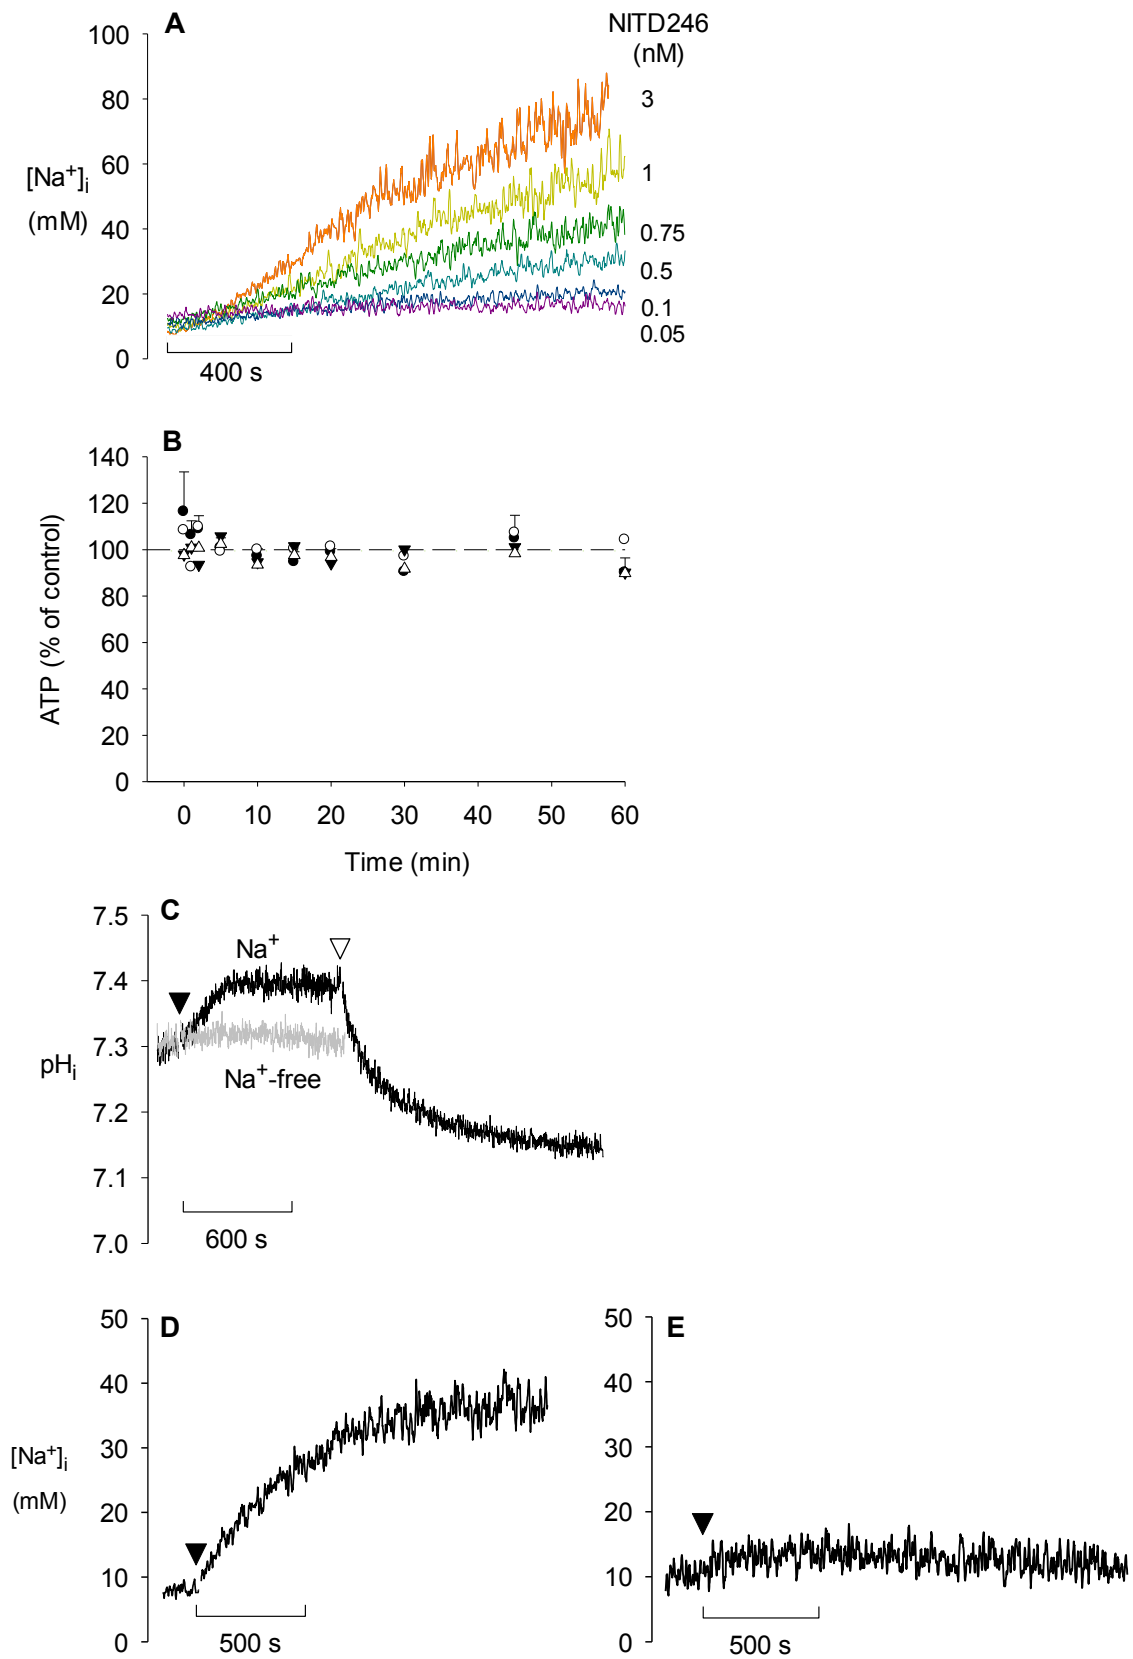 A
NITD246
(nM)
100
80
60
40
20
0
[Na+]i
(mM)
3
1
0.75
0.5
0.1
0.05
400 s
B
140
120
100
80
60
40
20
0
ATP (% of control)
0 10 20 30 40 50 60
Time (min)
C
7.5
7.4
7.3
7.2
7.1
7.0
pHi
Na+
Na+-free
600 s
D
50
40
30
20
10
0
[Na+]i
(mM)
500 s
E
50
40
30
20
10
0
500 s